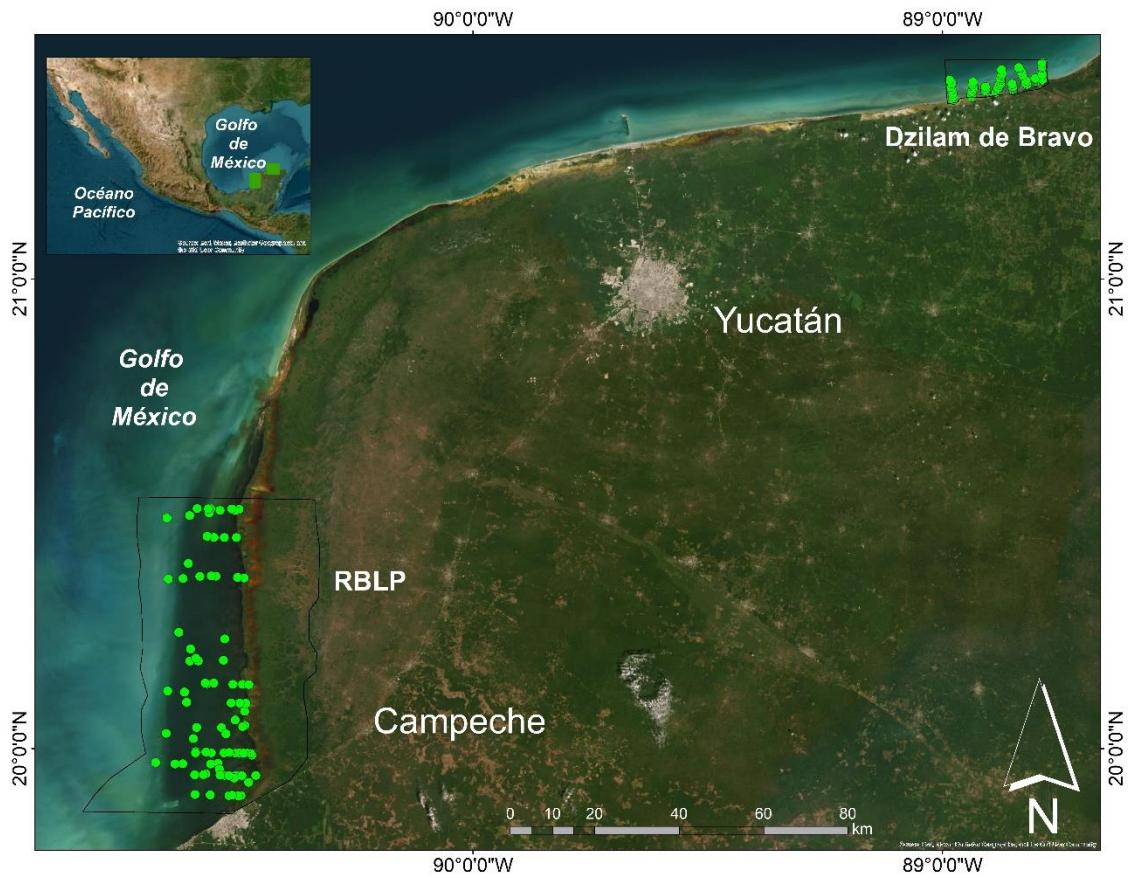 90°0'0"W
89°0'0"W
Golfo
de
México
Océano
Pacífico
Dzilam de Bravo
21°0'0"N
21°0'0"N
Yucatán
Golfo
de
México
RBLP
Campeche
20°0'0"N
20°0'0"N
0 10 20 40 60 80
km
N
90°0'0"W
89°0'0"W